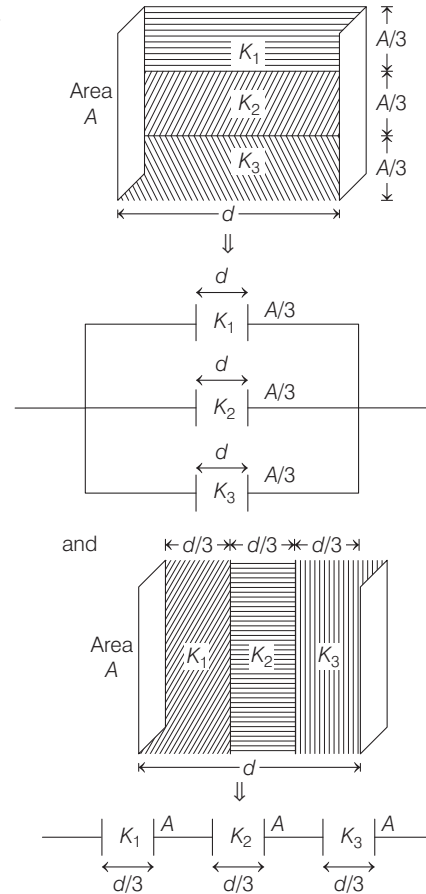 A/3
K₁
Area
A
K₂
A/3
K₃
A/3
d
⇓
d
K₁ A/3
d
K₂ A/3
d
K₃ A/3
and
d/3 d/3 d/3
Area
A
K₁ K₂ K₃
d
⇓
K₁ A K₂ A K₃ A
d/3 d/3 d/3